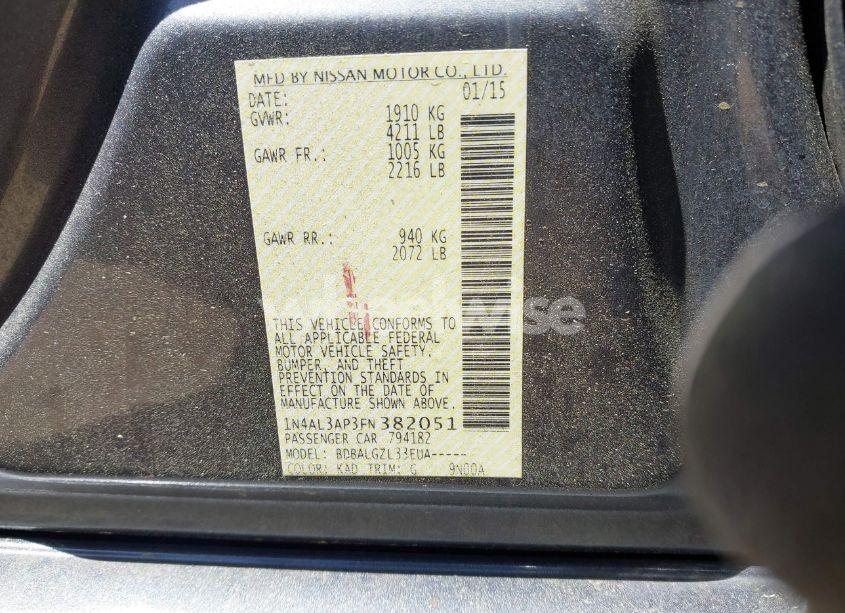 MFD BY NISSAN MOTOR CO., LTD.
DATE: 01/15
GVWR: 1910 KG
4211 LB
GAWR FR.: 1005 KG
2216 LB
GAWR RR.: 940 KG
2072 LB
THIS VEHICLE CONFORMS TO
ALL APPLICABLE FEDERAL
MOTOR VEHICLE SAFETY,
BUMPER, AND THEFT
PREVENTION STANDARDS IN
EFFECT ON THE DATE OF
MANUFACTURE SHOWN ABOVE.
1N4AL3AP3FN382051
PASSENGER CAR 794182
MODEL: BDBALGZL33EUA-----
COLOR: KAD TRIM: G 9N00A